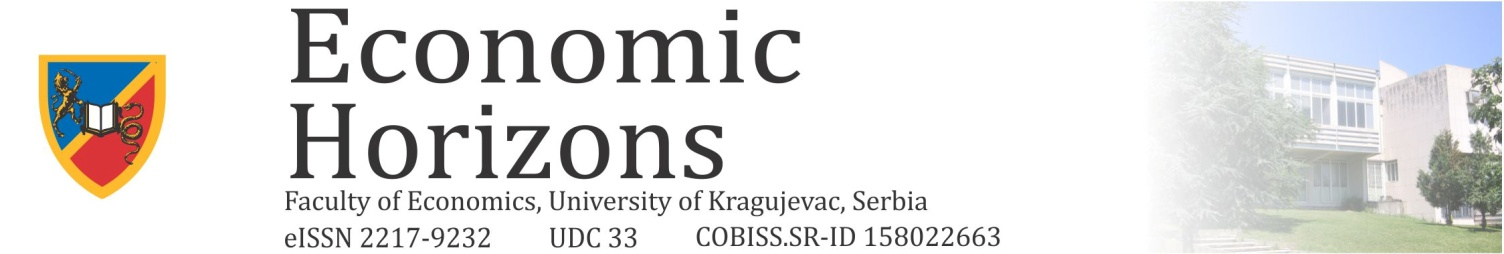 Economic
Horizons
Faculty of Economics, University of Kragujevac, Serbia
eISSN 2217-9232 UDC 33 COBISS.SR-ID 158022663